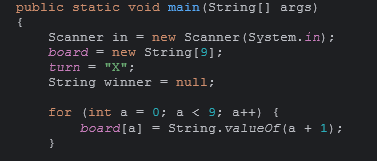 public static void main(String[] args)
{
Scanner in = new Scanner(System.in);
board = new String[9];
turn = "X";
String winner = null;
for (int a = 0; a < 9; a++) {
board[a] = String.valueOf(a + 1);
}